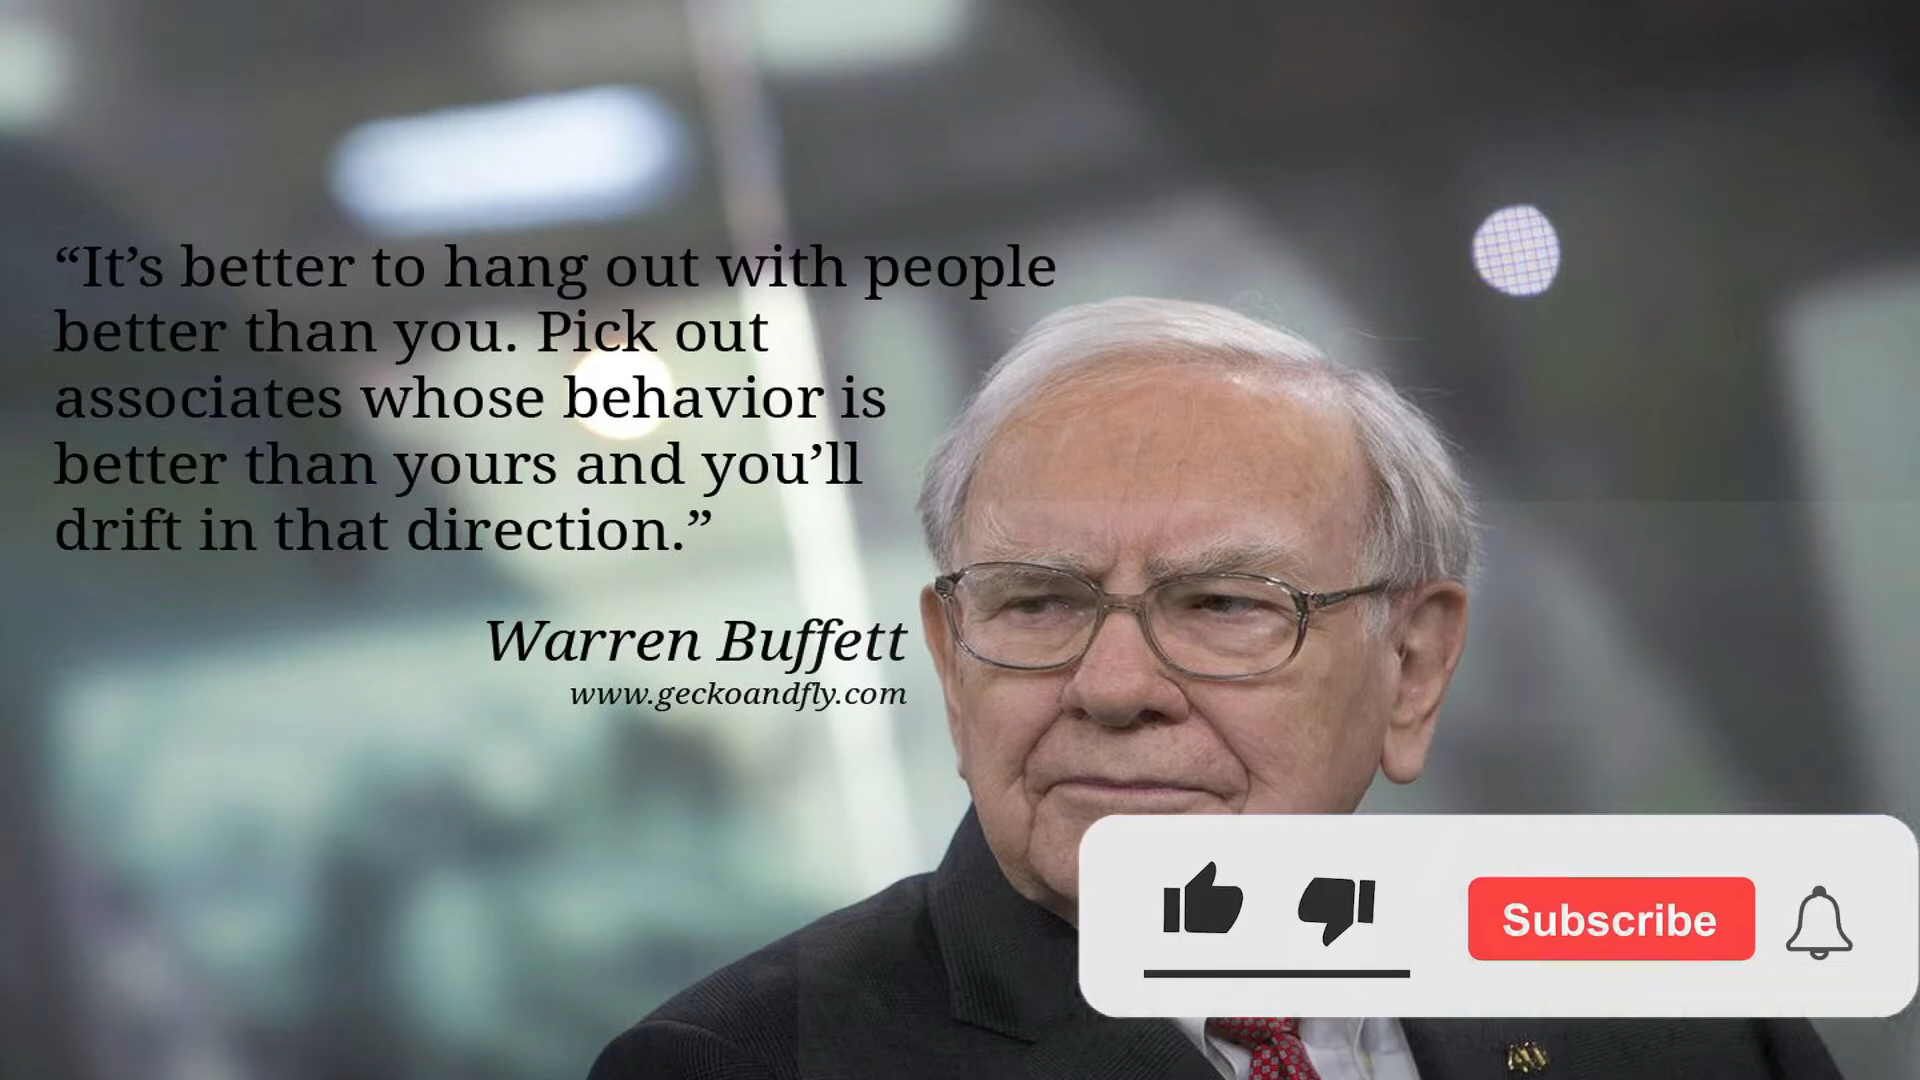 “It’s better to hang out with people
better than you. Pick out
associates whose behavior is
better than yours and you’ll
drift in that direction.”
Warren Buffett
www.geckoandfly.com
Subscribe